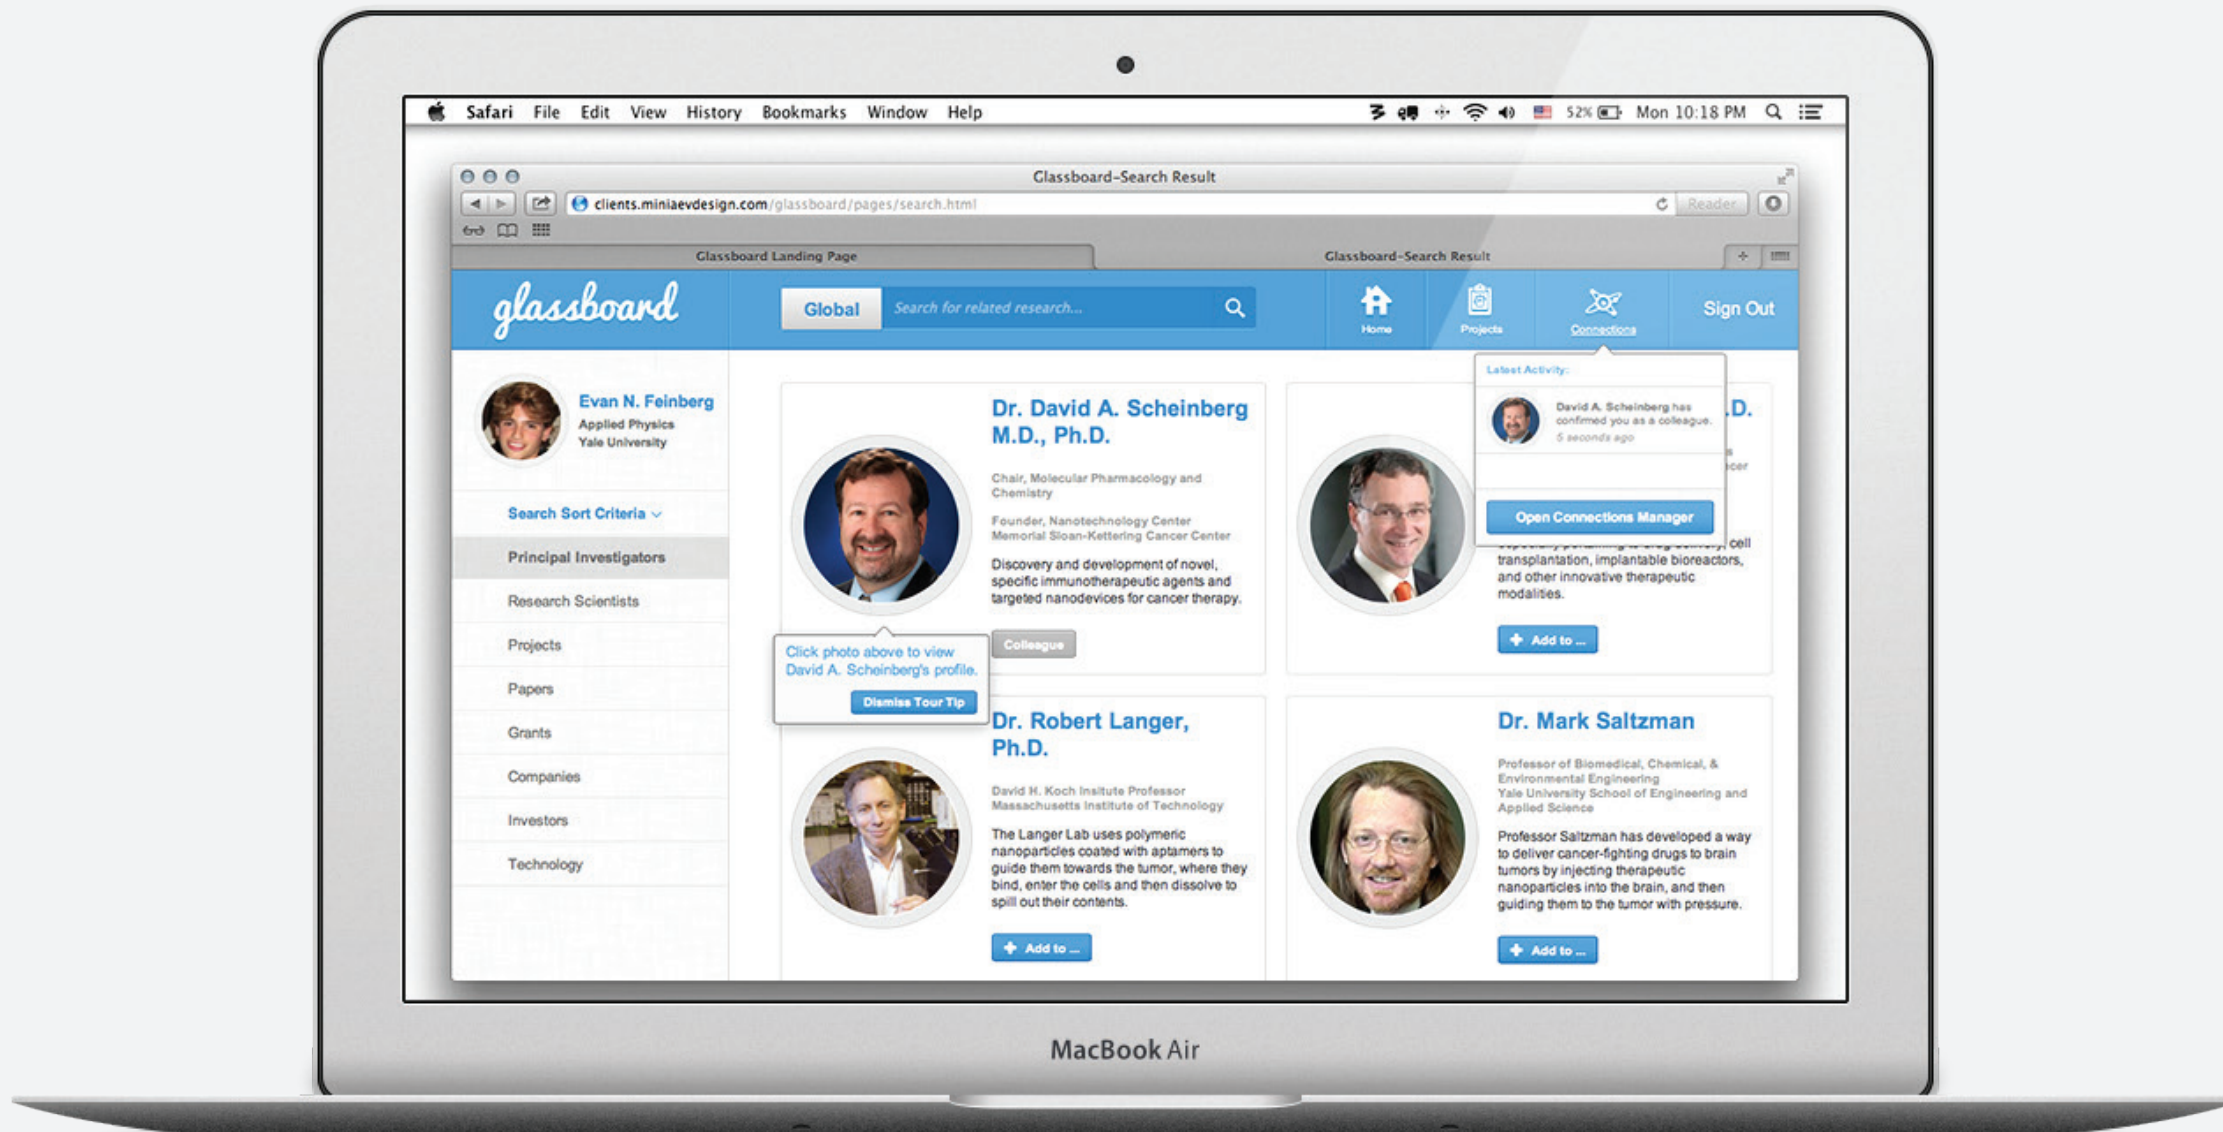 Safari File Edit View History Bookmarks Window Help
52% Mon 10:18 PM
Glassboard-Search Result
clients.miniaevdesign.com/glassboard/pages/search.html
Reader
Glassboard Landing Page
Glassboard-Search Result
glassboard
Global
Search for related research...
Home
Projects
Connections
Sign Out
Evan N. Feinberg
Applied Physics
Yale University
Search Sort Criteria
Principal Investigators
Research Scientists
Projects
Papers
Grants
Companies
Investors
Technology
Dr. David A. Scheinberg
M.D., Ph.D.
Chair, Molecular Pharmacology and
Chemistry
Founder, Nanotechnology Center
Memorial Sloan-Kettering Cancer Center
Discovery and development of novel,
specific immunotherapeutic agents and
targeted nanodevices for cancer therapy.
Colleague
Click photo above to view
David A. Scheinberg's profile.
Dismiss Tour Tip
Latest Activity:
David A. Scheinberg has
confirmed you as a colleague.
5 seconds ago
Open Connections Manager
.D.
cell
transplantation, implantable bioreactors,
and other innovative therapeutic
modalities.
Add to ...
Dr. Robert Langer,
Ph.D.
David H. Koch Insitute Professor
Massachusetts Institute of Technology
The Langer Lab uses polymeric
nanoparticles coated with aptamers to
guide them towards the tumor, where they
bind, enter the cells and then dissolve to
spill out their contents.
Add to ...
Dr. Mark Saltzman
Professor of Biomedical, Chemical, &
Environmental Engineering
Yale University School of Engineering and
Applied Science
Professor Saltzman has developed a way
to deliver cancer-fighting drugs to brain
tumors by injecting therapeutic
nanoparticles into the brain, and then
guiding them to the tumor with pressure.
Add to ...
MacBook Air